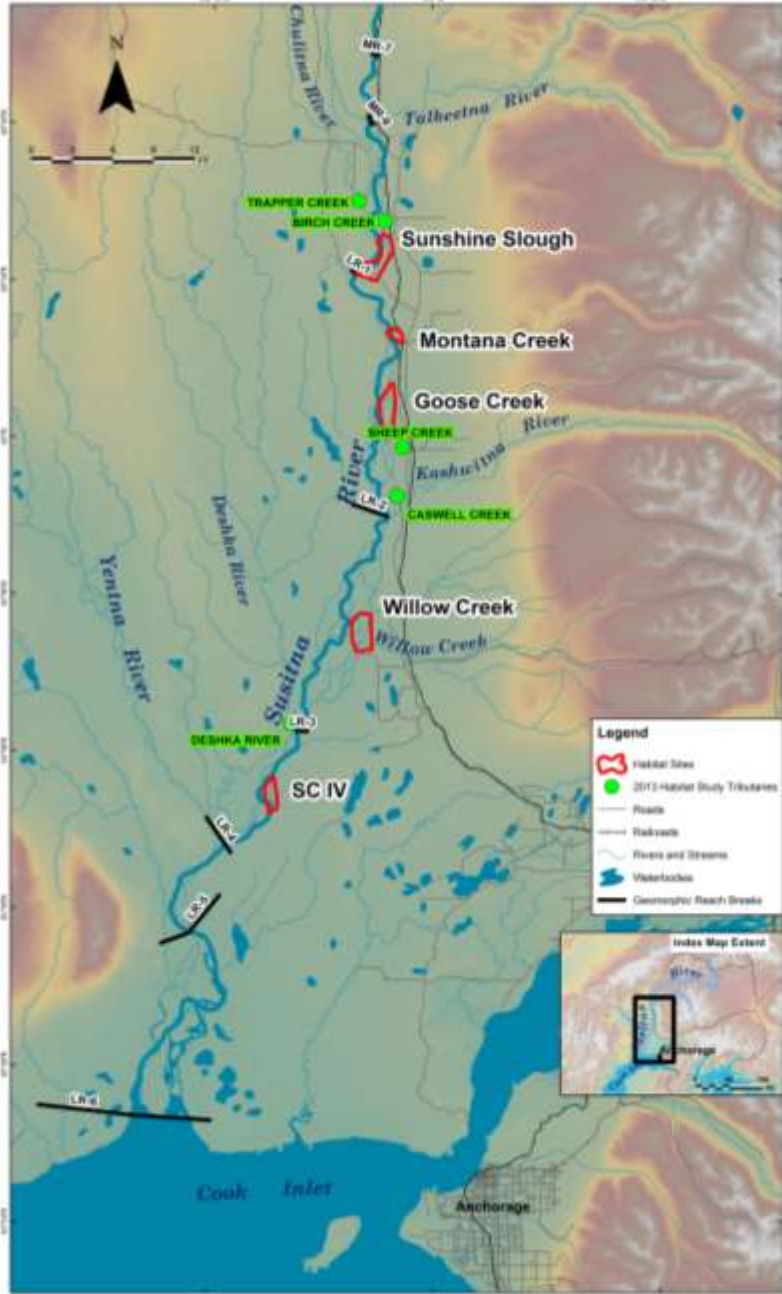 N
MR-7
Chulitna River
MR-8
Talkeetna River
TRAPPER CREEK
BIRCH CREEK
Sunshine Slough
LR-1
Montana Creek
Goose Creek
SHEEP CREEK
Kashwitna River
LR-2
CASWELL CREEK
Deshka River
Yentna River
Willow Creek
Willow Creek
Susitna River
LR-3
DESHKA RIVER
SC IV
LR-4
LR-5
LR-6
Cook Inlet
Anchorage
Legend
Habitat Sites
2013 Habitat Study Tributaries
Roads
Railroads
Rivers and Streams
Waterbodies
Geomorphic Reach Breaks
Index Map Extent
River
Anchorage